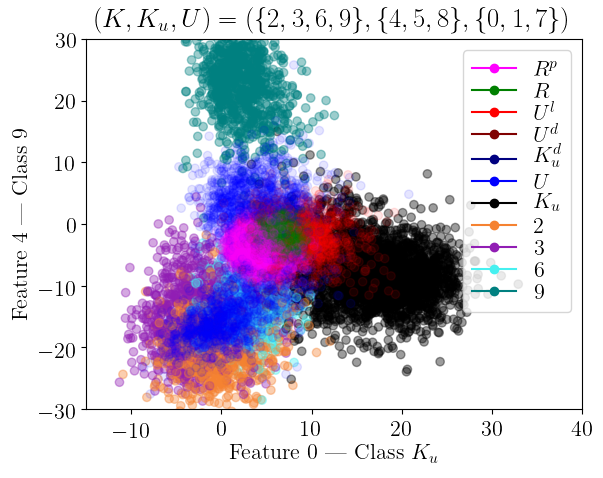 (K, K_u, U) = ({2, 3, 6, 9}, {4, 5, 8}, {0, 1, 7})
30
20
10
0
−10
−20
−30
Feature 4 — Class 9
R^p
R
U^l
U^d
K_u^d
U
K_u
2
3
6
9
−10
0
10
20
30
40
Feature 0 — Class K_u